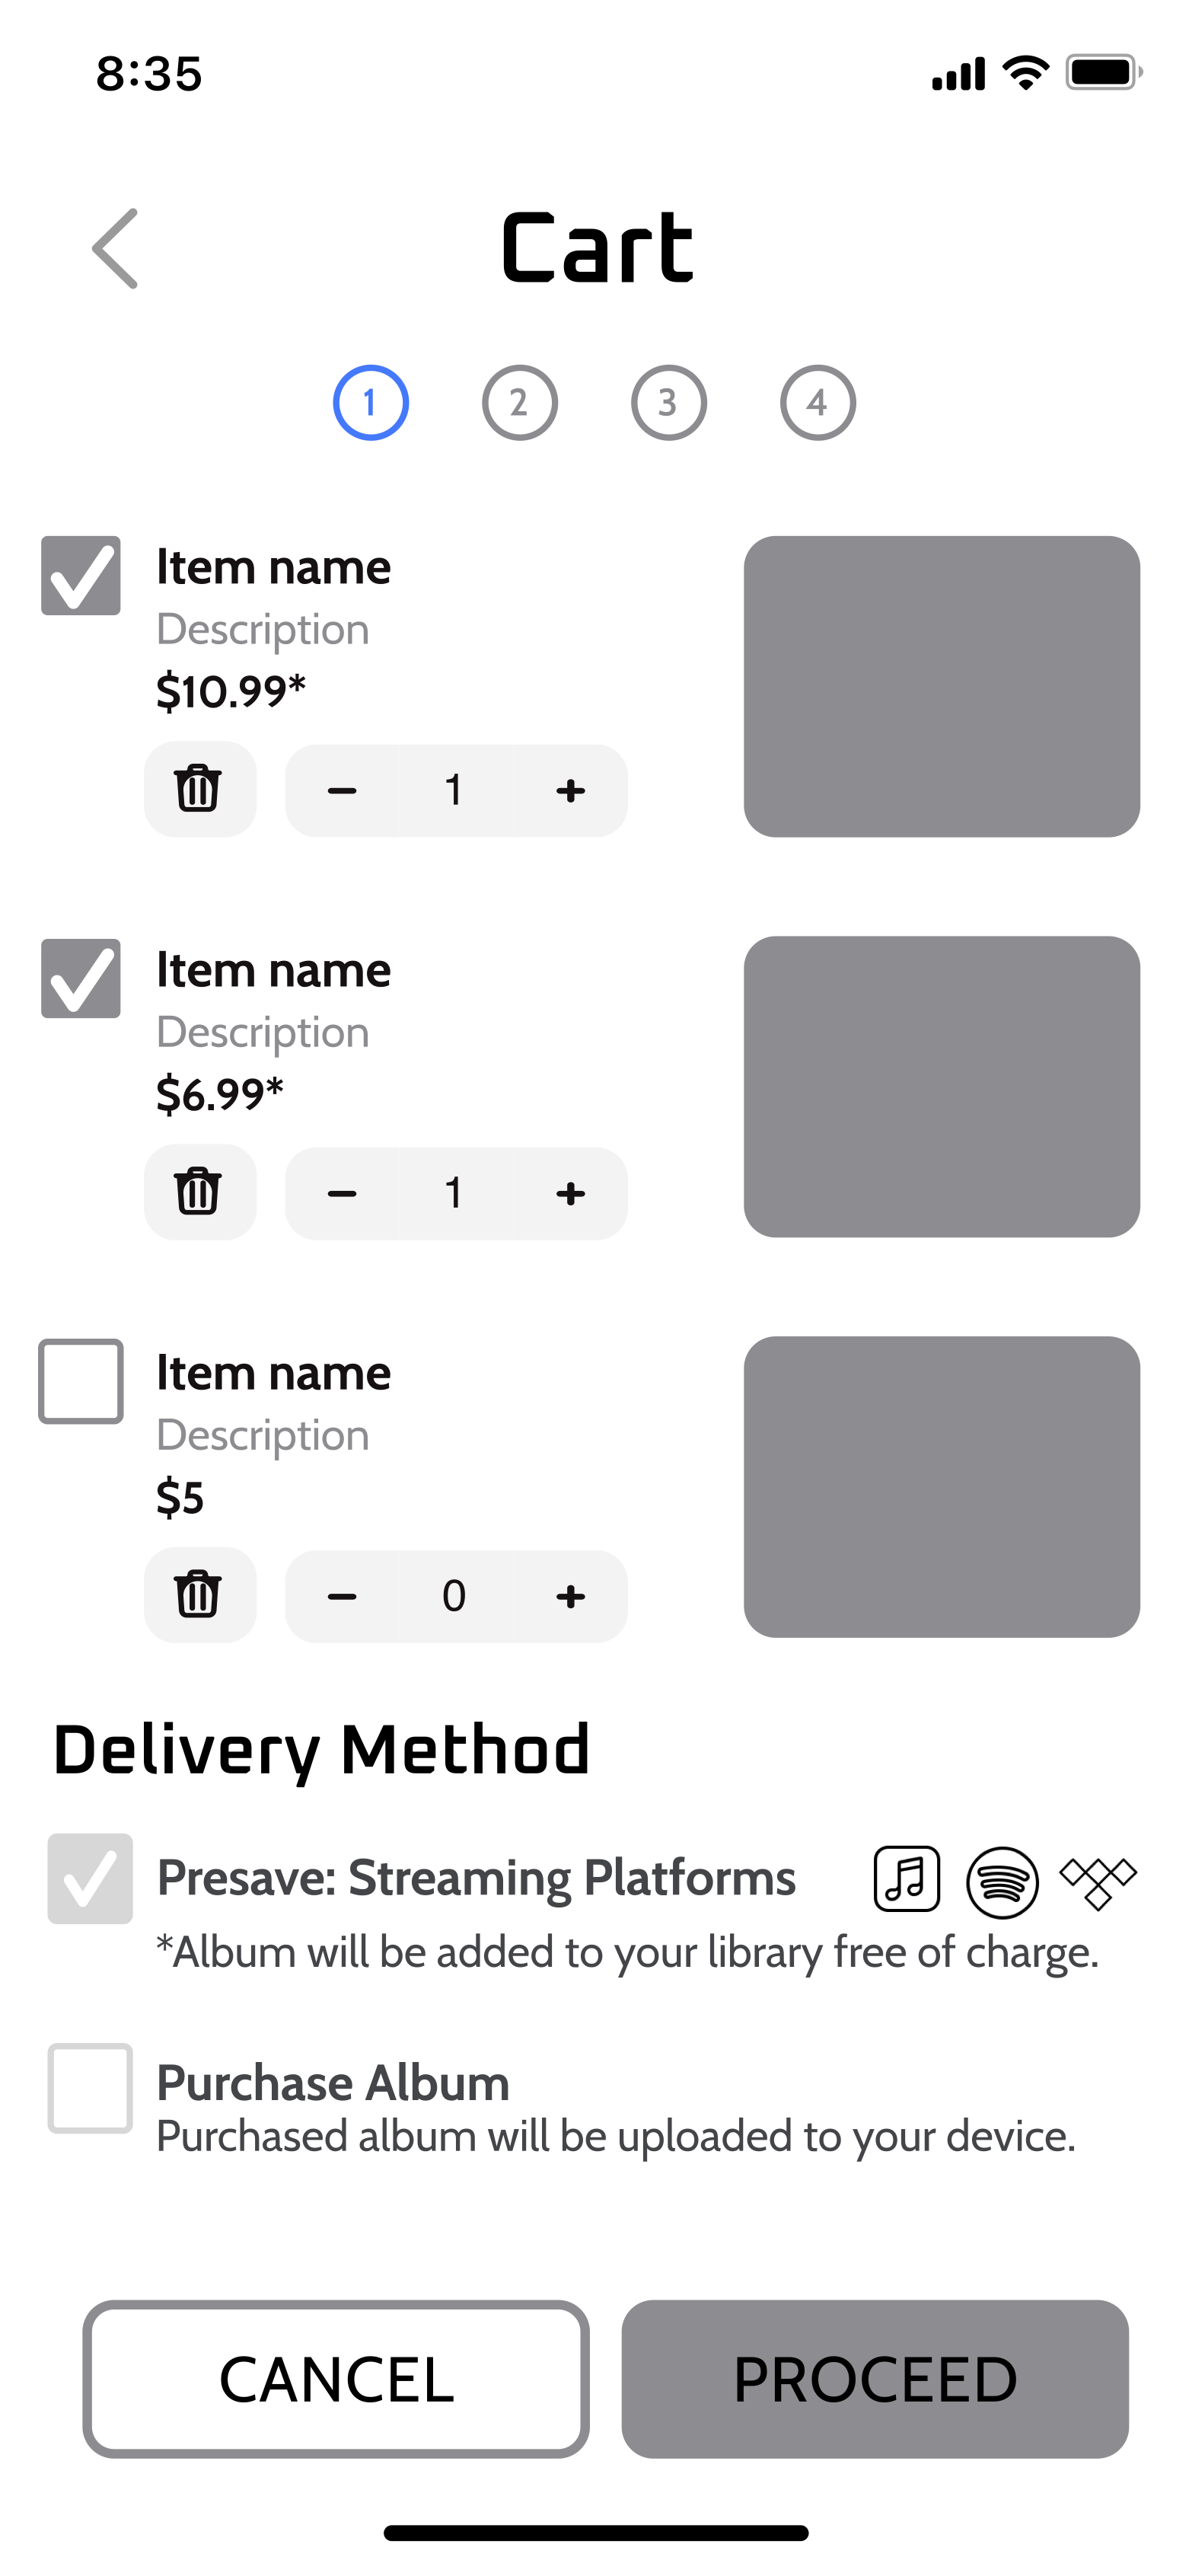 8:35
Cart
1 2 3 4
Item name
Description
$10.99*
− 1 +
Item name
Description
$6.99*
− 1 +
Item name
Description
$5
− 0 +
Delivery Method
Presave: Streaming Platforms
*Album will be added to your library free of charge.
Purchase Album
Purchased album will be uploaded to your device.
CANCEL PROCEED